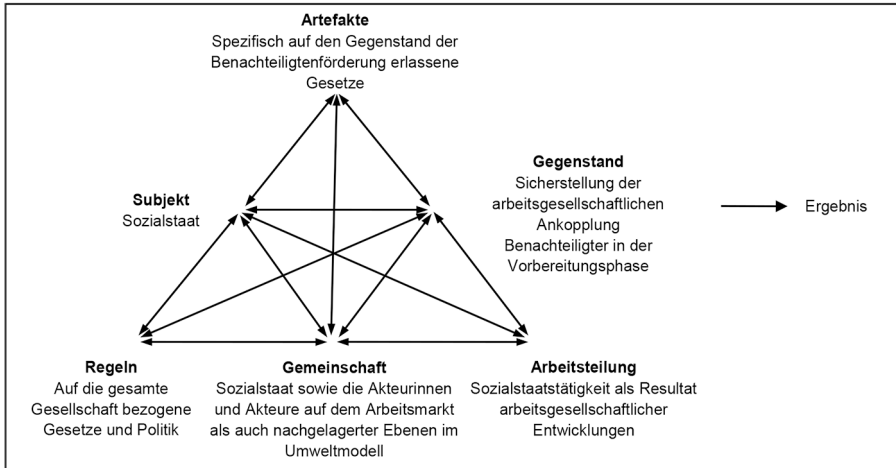 Artefakte
Spezifisch auf den Gegenstand der
Benachteiligtenförderung erlassene
Gesetze
Subjekt
Sozialstaat
Gegenstand
Sicherstellung der
arbeitsgesellschaftlichen
Ankopplung
Benachteiligter in der
Vorbereitungsphase
Ergebnis
Regeln
Auf die gesamte
Gesellschaft bezogene
Gesetze und Politik
Gemeinschaft
Sozialstaat sowie die Akteurinnen
und Akteure auf dem Arbeitsmarkt
als auch nachgelagerter Ebenen im
Umweltmodell
Arbeitsteilung
Sozialstaatstätigkeit als Resultat
arbeitsgesellschaftlicher
Entwicklungen